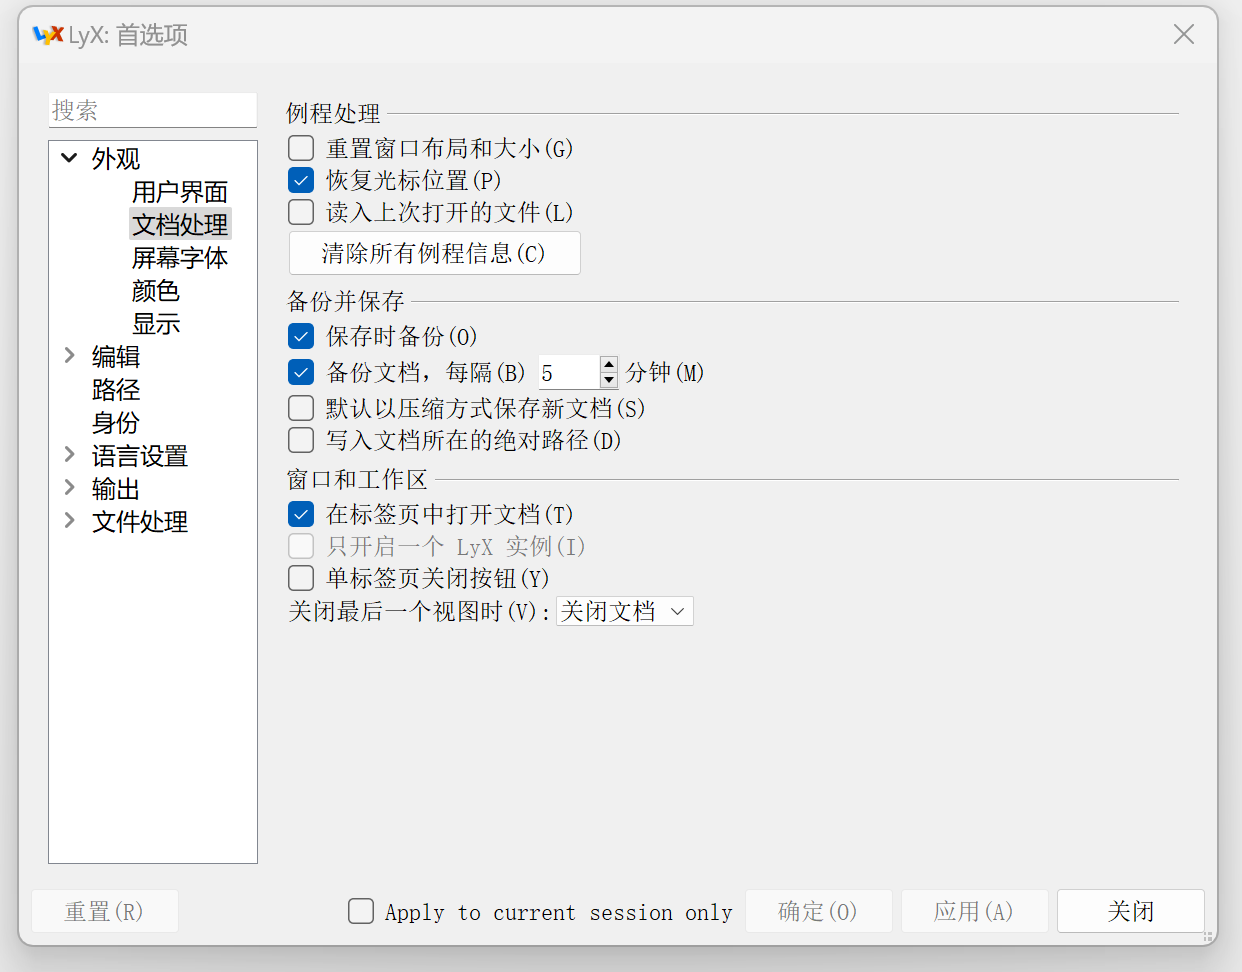 LyX: 首选项
搜索
外观
用户界面
文档处理
屏幕字体
颜色
显示
编辑
路径
身份
语言设置
输出
文件处理
例程处理
重置窗口布局和大小(G)
恢复光标位置(P)
读入上次打开的文件(L)
清除所有例程信息(C)
备份并保存
保存时备份(O)
备份文档，每隔(B) 5 分钟(M)
默认以压缩方式保存新文档(S)
写入文档所在的绝对路径(D)
窗口和工作区
在标签页中打开文档(T)
只开启一个 LyX 实例(I)
单标签页关闭按钮(Y)
关闭最后一个视图时(V): 关闭文档
重置(R) Apply to current session only 确定(O) 应用(A) 关闭